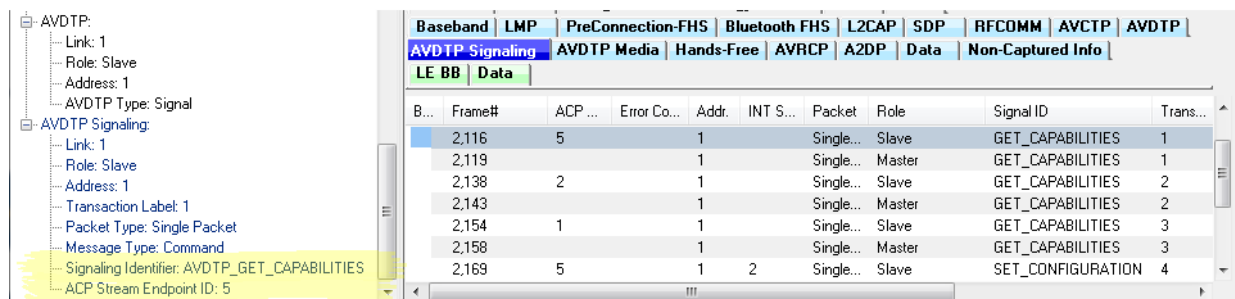 AVDTP:
Link: 1
Role: Slave
Address: 1
AVDTP Type: Signal
AVDTP Signaling:
Link: 1
Role: Slave
Address: 1
Transaction Label: 1
Packet Type: Single Packet
Message Type: Command
Signaling Identifier: AVDTP_GET_CAPABILITIES
ACP Stream Endpoint ID: 5
Baseband LMP PreConnection-FHS Bluetooth FHS L2CAP SDP RFCOMM AVCTP AVDTP
AVDTP Signaling AVDTP Media Hands-Free AVRCP A2DP Data Non-Captured Info
LE BB Data
B... Frame# ACP ... Error Co... Addr. INT S... Packet Role Signal ID Trans...
2,116 5 1 Single... Slave GET_CAPABILITIES 1
2,119 1 Single... Master GET_CAPABILITIES 1
2,138 2 1 Single... Slave GET_CAPABILITIES 2
2,143 1 Single... Master GET_CAPABILITIES 2
2,154 1 1 Single... Slave GET_CAPABILITIES 3
2,158 1 Single... Master GET_CAPABILITIES 3
2,169 5 1 2 Single... Slave SET_CONFIGURATION 4